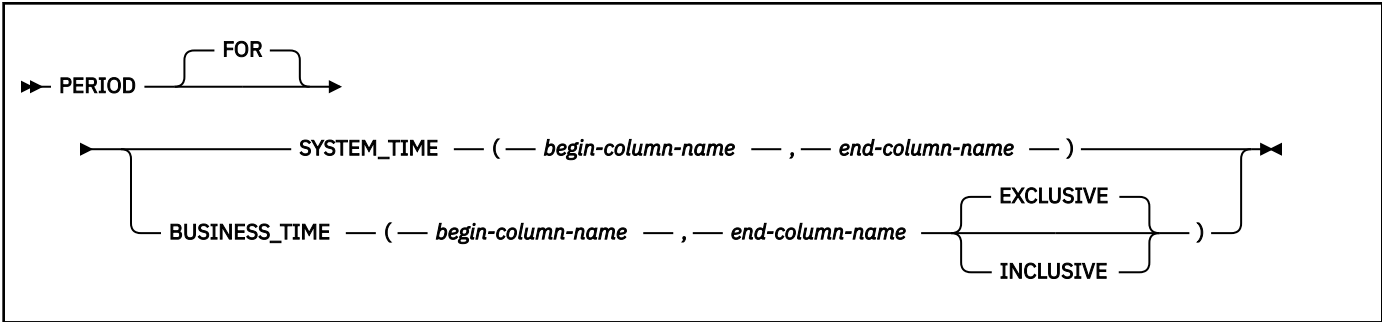 FOR
PERIOD
SYSTEM_TIME ( begin-column-name , end-column-name )
EXCLUSIVE
BUSINESS_TIME ( begin-column-name , end-column-name )
INCLUSIVE